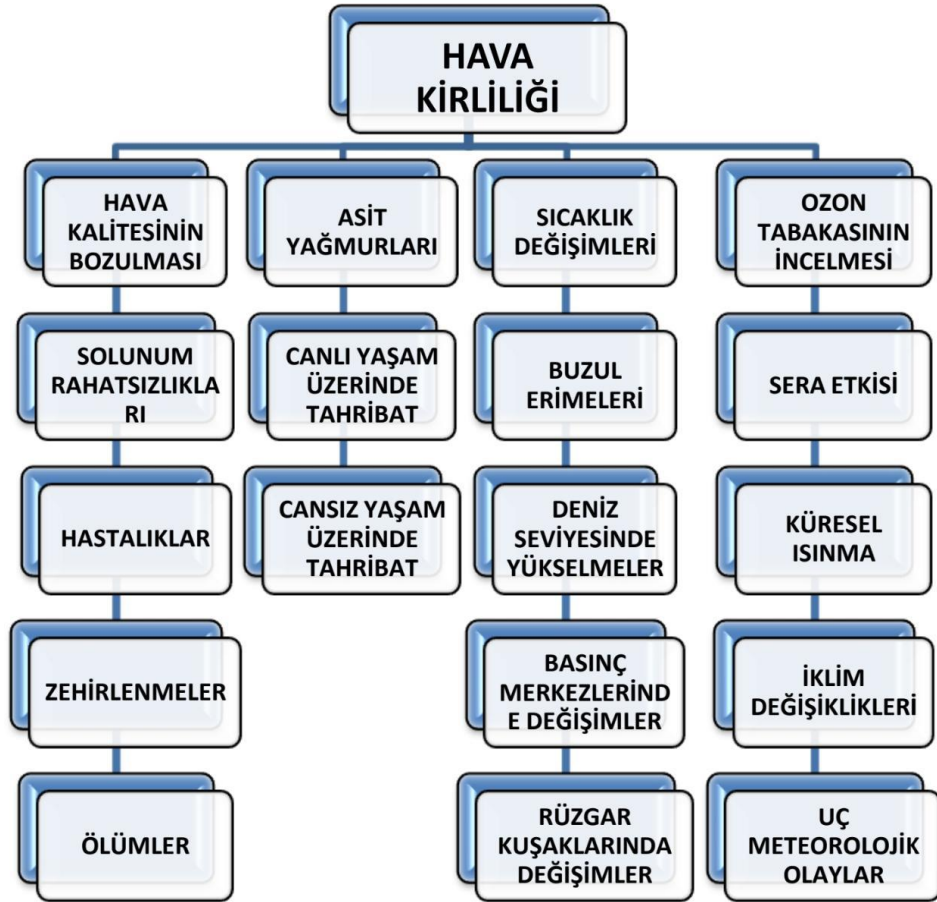 HAVA
KİRLİLİĞİ
HAVA
KALİTESİNİN
BOZULMASI
SOLUNUM
RAHATSIZLIKLA
RI
HASTALIKLAR
ZEHİRLENMELER
ÖLÜMLER
ASİT
YAĞMURLARI
CANLI YAŞAM
ÜZERİNDE
TAHRİBAT
CANSIZ YAŞAM
ÜZERİNDE
TAHRİBAT
SICAKLIK
DEĞİŞİMLERİ
BUZUL
ERİMELERİ
DENİZ
SEVİYESİNDE
YÜKSELMELER
BASINÇ
MERKEZLERİND
E DEĞİŞİMLER
RÜZGAR
KUŞAKLARINDA
DEĞİŞİMLER
OZON
TABAKASININ
İNCELMESİ
SERA ETKİSİ
KÜRESEL
ISINMA
İKLİM
DEĞİŞİKLİKLERİ
UÇ
METEOROLOJİK
OLAYLAR